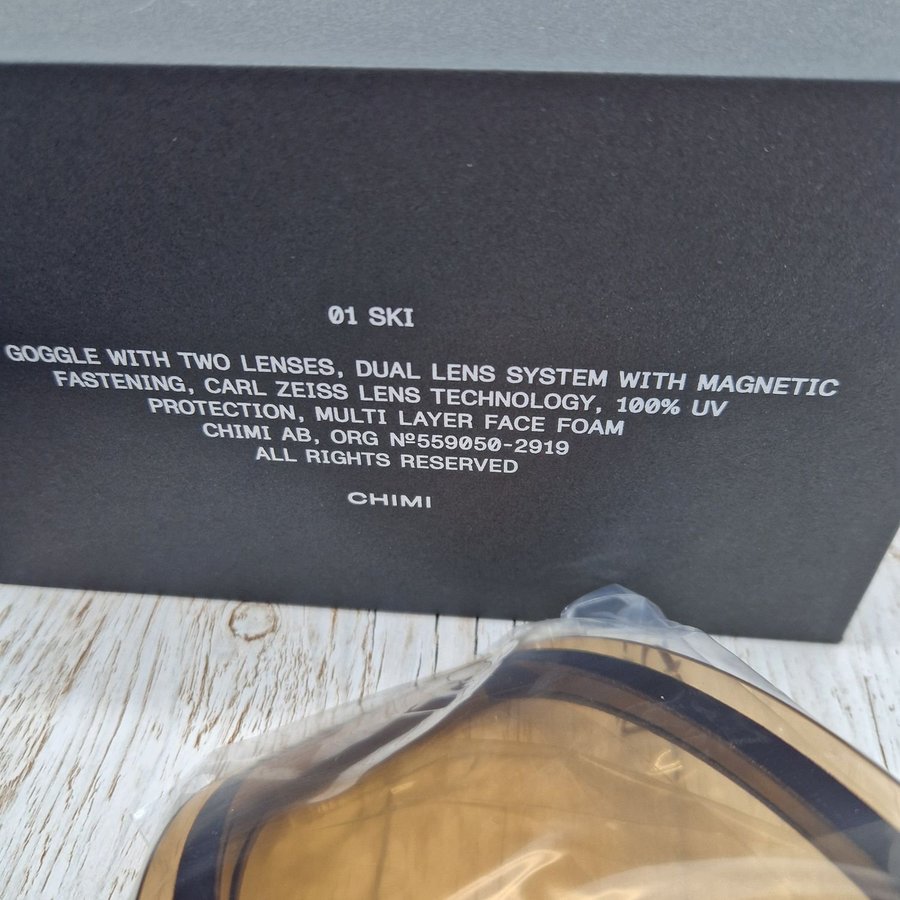 01 SKI
GOGGLE WITH TWO LENSES, DUAL LENS SYSTEM WITH MAGNETIC
FASTENING, CARL ZEISS LENS TECHNOLOGY, 100% UV
PROTECTION, MULTI LAYER FACE FOAM
CHIMI AB, ORG Nº559050-2919
ALL RIGHTS RESERVED
CHIMI